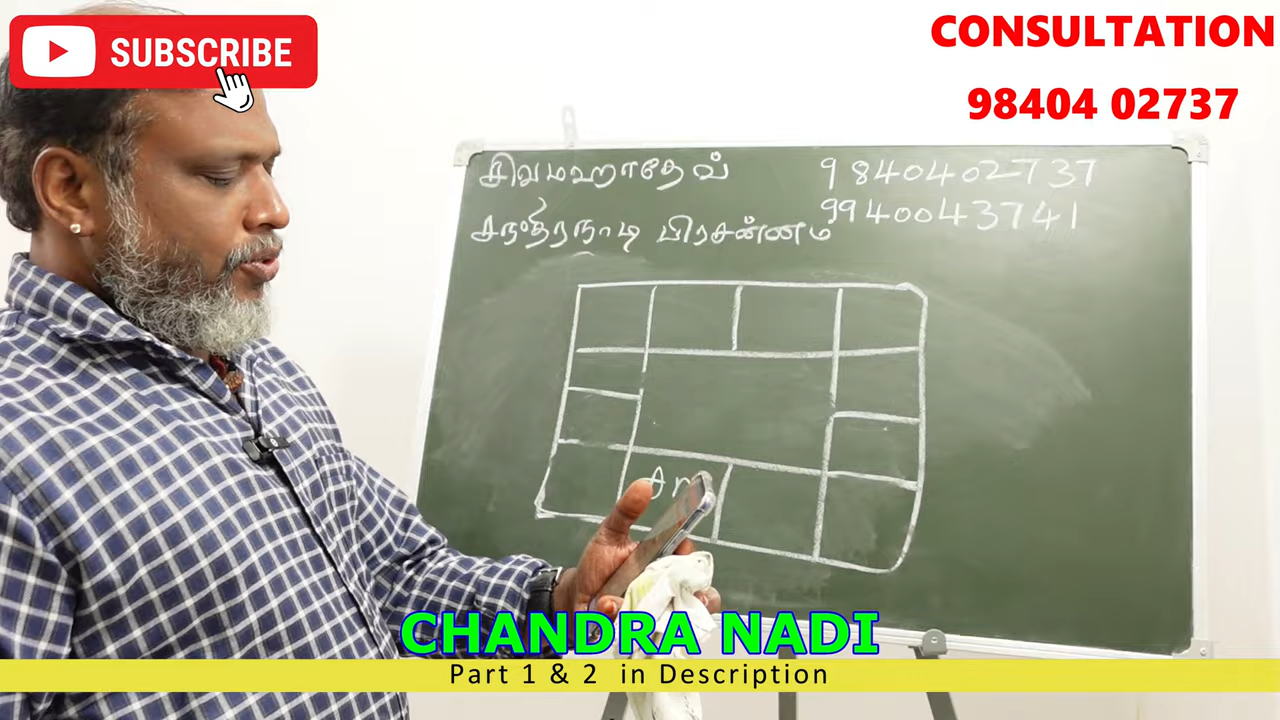 SUBSCRIBE
CONSULTATION
98404 02737
சிவமஹாதேவ் 9840402737
சந்திரநாடி பிரசன்னம் 9940043741
CHANDRA NADI
Part 1 & 2 in Description